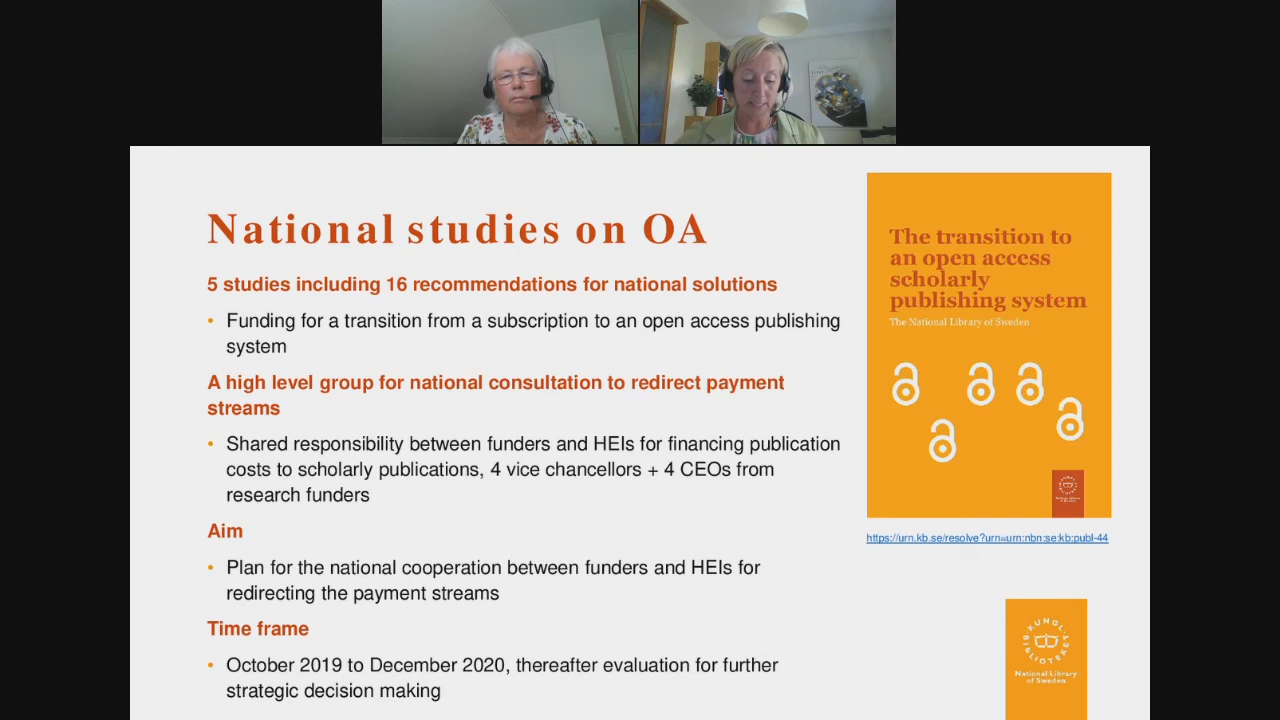 National studies on OA
5 studies including 16 recommendations for national solutions
• Funding for a transition from a subscription to an open access publishing
system
A high level group for national consultation to redirect payment
streams
• Shared responsibility between funders and HEIs for financing publication
costs to scholarly publications, 4 vice chancellors + 4 CEOs from
research funders
Aim
• Plan for the national cooperation between funders and HEIs for
redirecting the payment streams
Time frame
• October 2019 to December 2020, thereafter evaluation for further
strategic decision making
The transition to
an open access
scholarly
publishing system
The National Library of Sweden
https://urn.kb.se/resolve?urn=urn:nbn:se:kb:publ-44
KUNGL.
BIBLIOTEKET
National Library
of Sweden